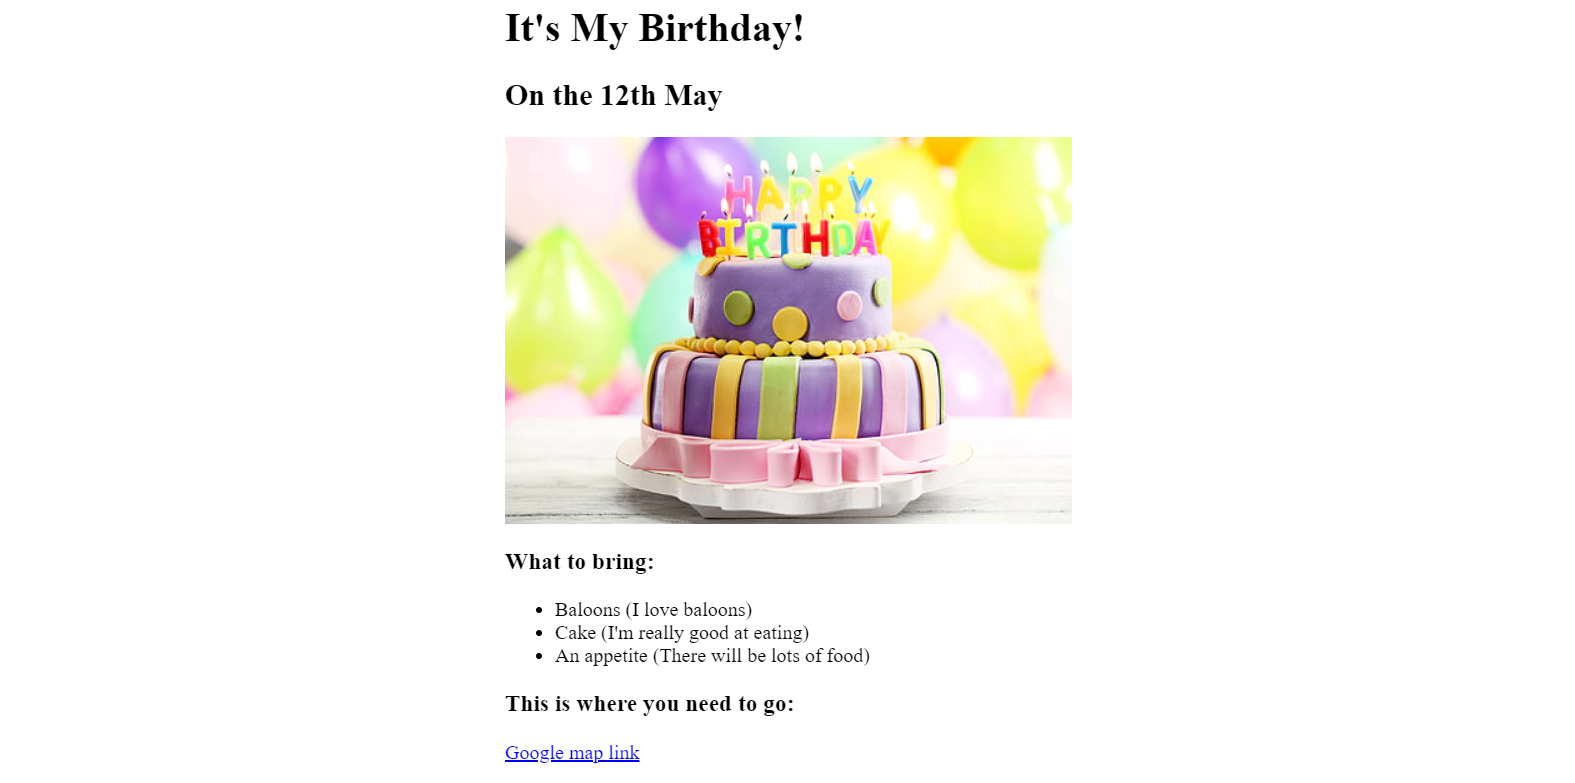 It's My Birthday!
On the 12th May
HAPPY
BIRTHDAY
What to bring:
Baloons (I love baloons)
Cake (I'm really good at eating)
An appetite (There will be lots of food)
This is where you need to go:
Google map link